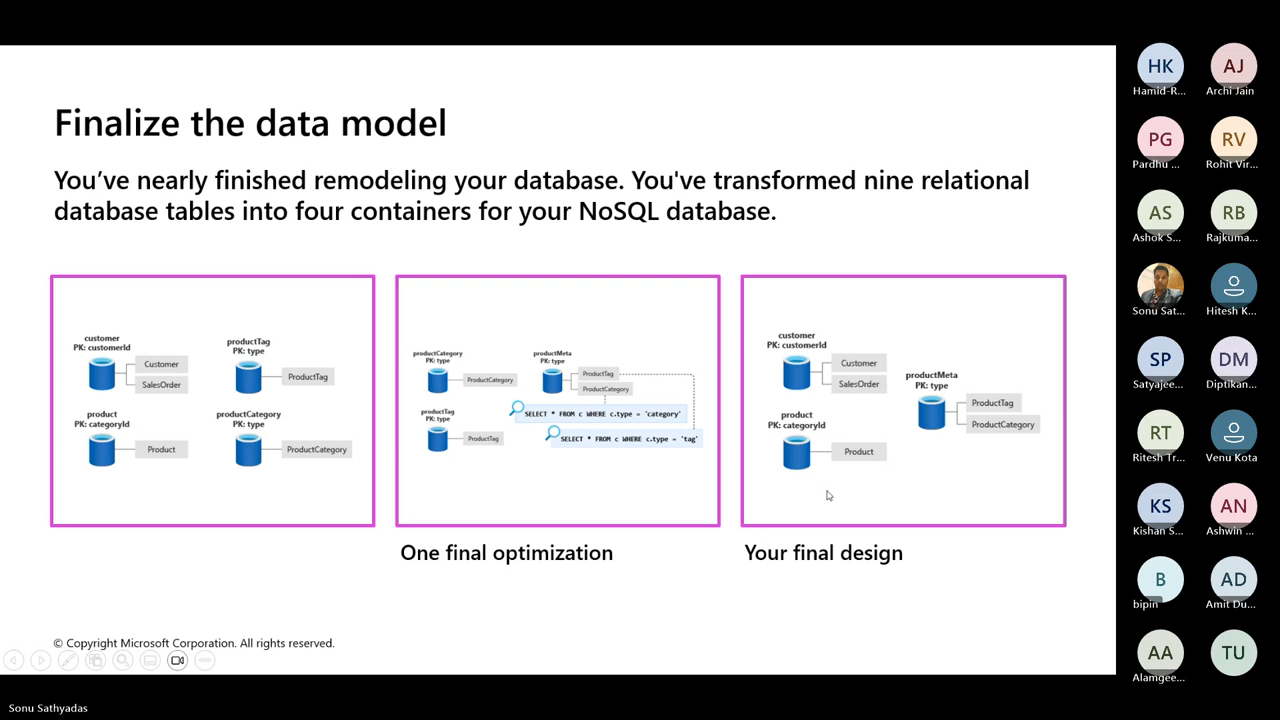 Finalize the data model
You’ve nearly finished remodeling your database. You've transformed nine relational
database tables into four containers for your NoSQL database.
customer
PK: customerId
Customer
SalesOrder
productTag
PK: type
ProductTag
product
PK: categoryId
Product
productCategory
PK: type
ProductCategory
productCategory
PK: type
ProductCategory
productMeta
PK: type
ProductTag
ProductCategory
SELECT * FROM c WHERE c.type = 'category'
productTag
PK: type
ProductTag
SELECT * FROM c WHERE c.type = 'tag'
customer
PK: customerId
Customer
SalesOrder
productMeta
PK: type
ProductTag
ProductCategory
product
PK: categoryId
Product
One final optimization
Your final design
© Copyright Microsoft Corporation. All rights reserved.
Sonu Sathyadas
HK
Hamid-R...
AJ
Archi Jain
PG
Pardhu ...
RV
Rohit Vir...
AS
Ashok S...
RB
Rajkuma...
Sonu Sat...
Hitesh K...
SP
Satyajee...
DM
Diptikan...
RT
Ritesh Tr...
Venu Kota
KS
Kishan S...
AN
Ashwin ...
B
bipin
AD
Amit Du...
AA
Alamgee...
TU